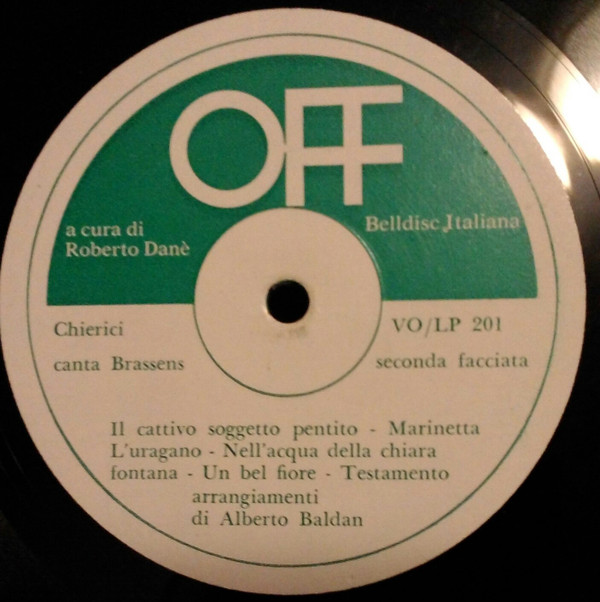 OFF
a cura di
Roberto Danè
Belldisc Italiana
Chierici
VO/LP 201
canta Brassens
seconda facciata
Il cattivo soggetto pentito - Marinetta
L'uragano - Nell'acqua della chiara
fontana - Un bel fiore - Testamento
arrangiamenti
di Alberto Baldan